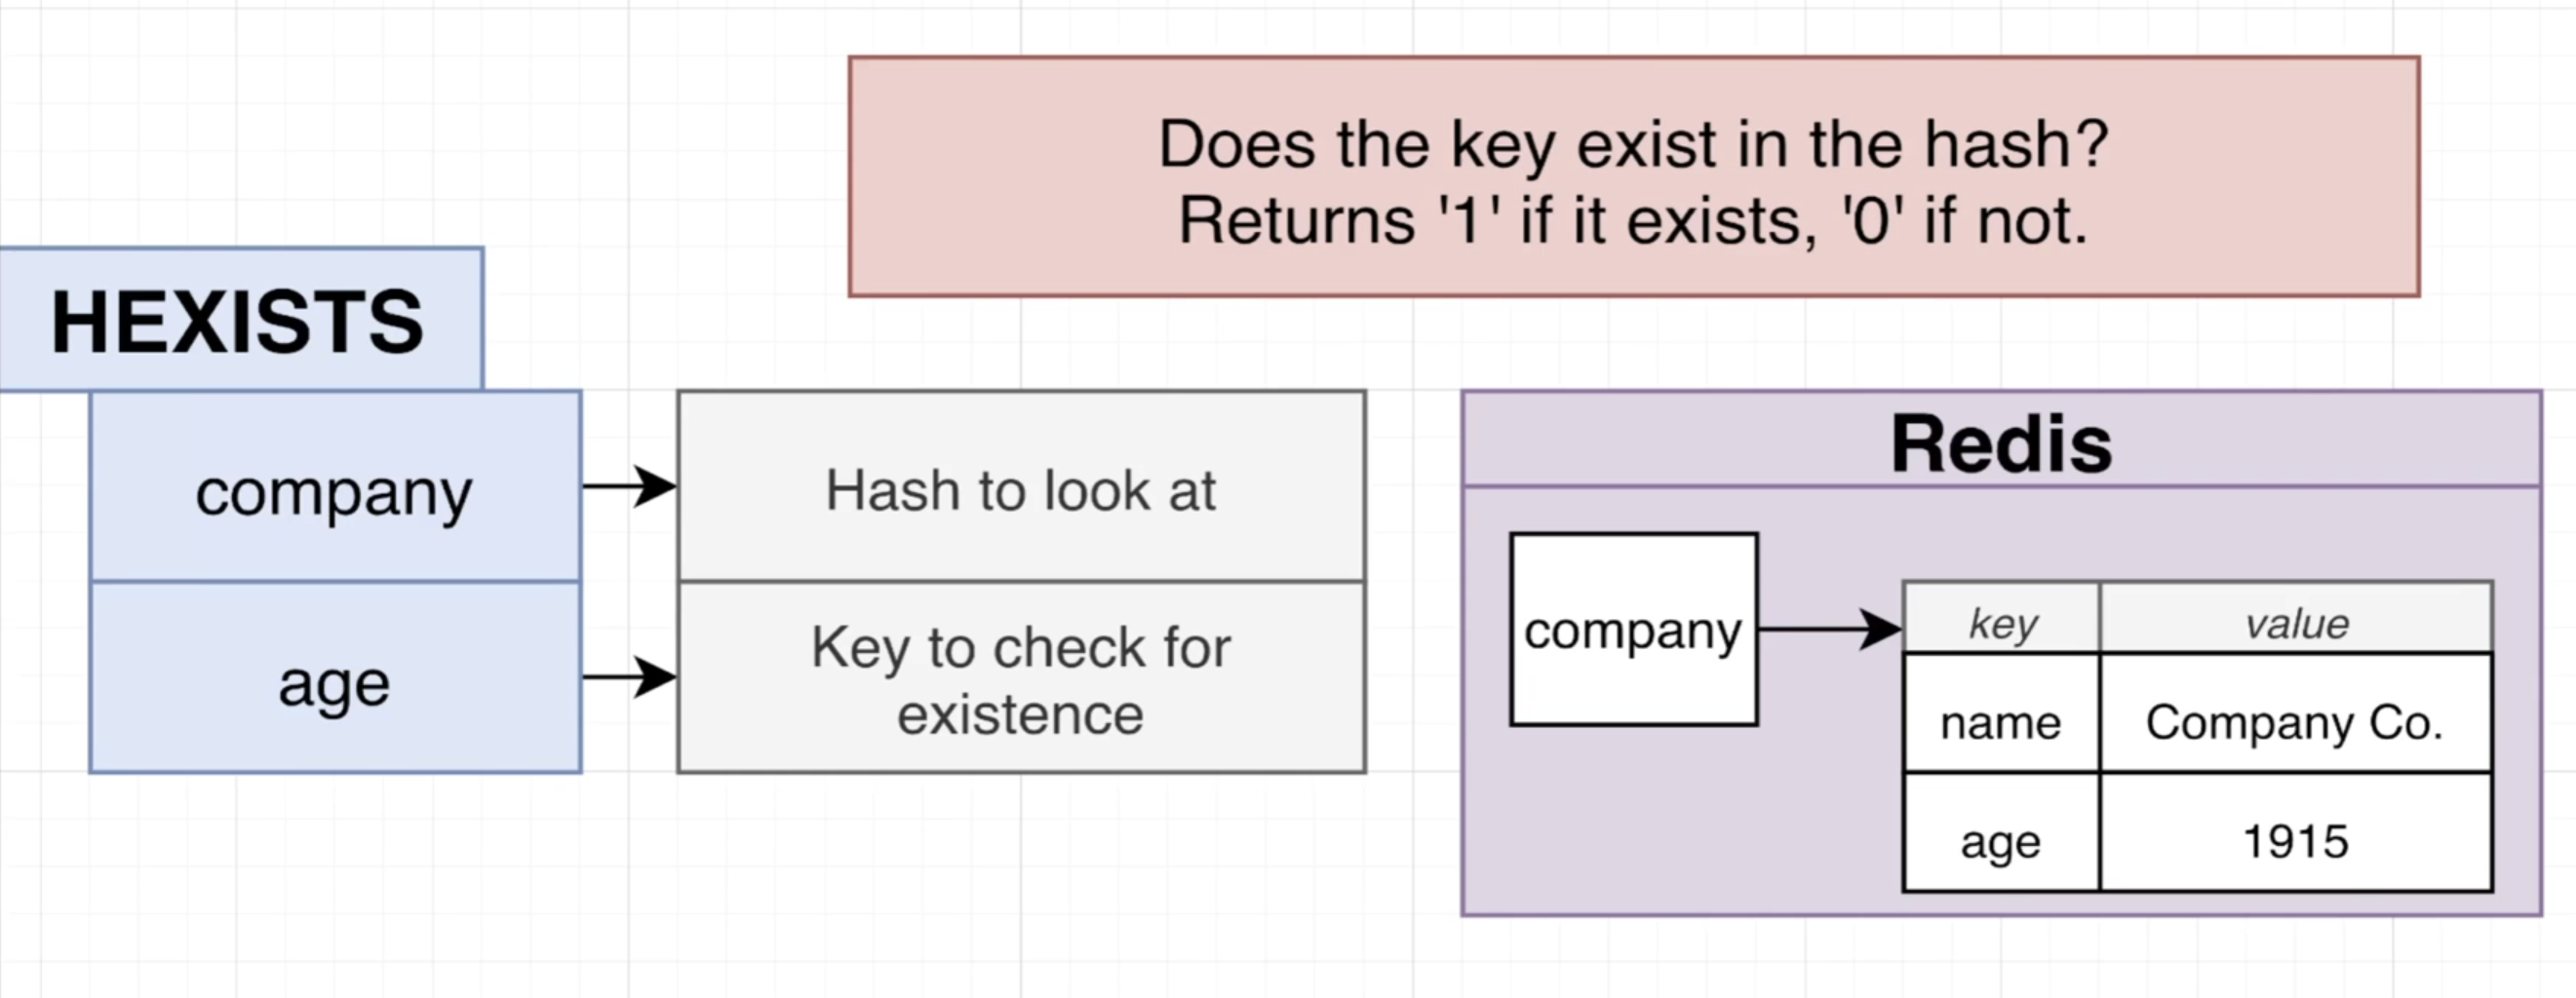 Does the key exist in the hash?
Returns '1' if it exists, '0' if not.
HEXISTS
company
Hash to look at
age
Key to check for
existence
Redis
company
key value
name Company Co.
age 1915